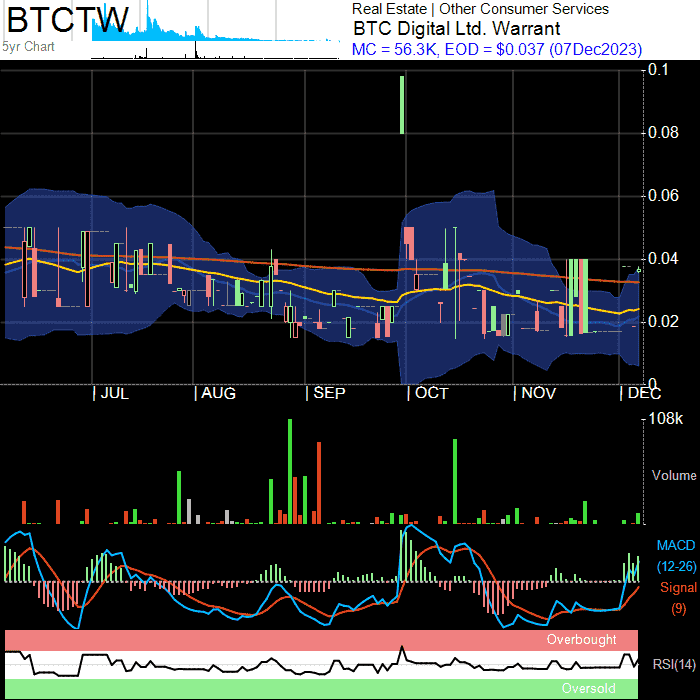 BTCTW
5yr Chart
Real Estate | Other Consumer Services
BTC Digital Ltd. Warrant
MC = 56.3K, EOD = $0.037 (07Dec2023)
0.1
0.08
0.06
0.04
0.02
0
| JUL | AUG | SEP | OCT | NOV | DEC
108k
Volume
MACD
(12-26)
Signal
(9)
Overbought
RSI(14)
Oversold